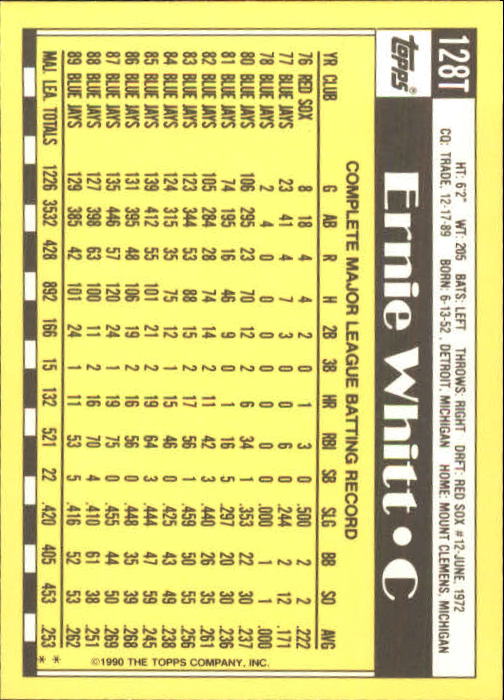 128T
topps®
HT: 6'2" WT: 205 BATS: LEFT THROWS: RIGHT DRFT: RED SOX #12-JUNE, 1972
CQ: TRADE, 12-17-89 BORN: 6-13-52, DETROIT, MICHIGAN HOME: MOUNT CLEMENS, MICHIGAN
Ernie Whitt • C
COMPLETE MAJOR LEAGUE BATTING RECORD
YR CLUB G AB R H 2B 3B HR RBI SB SLG BB SO AVG
76 RED SOX 8 18 4 4 2 0 1 3 0 .500 2 2 .222
77 BLUE JAYS 23 41 4 7 3 0 0 6 0 .244 2 12 .171
78 BLUE JAYS 2 4 0 0 0 0 0 0 0 .000 1 1 .000
80 BLUE JAYS 106 295 23 70 12 2 6 34 1 .353 22 30 .237
81 BLUE JAYS 74 195 16 46 9 0 1 16 5 .297 20 30 .236
82 BLUE JAYS 105 284 28 74 14 2 11 42 3 .440 26 35 .261
83 BLUE JAYS 123 344 53 88 15 2 17 56 1 .459 50 55 .256
84 BLUE JAYS 124 315 35 75 12 1 15 46 0 .425 43 49 .238
85 BLUE JAYS 139 412 55 101 21 2 19 64 3 .444 47 59 .245
86 BLUE JAYS 131 395 48 106 19 2 16 56 0 .448 35 39 .268
87 BLUE JAYS 135 446 57 120 24 1 19 75 0 .455 44 50 .269
88 BLUE JAYS 127 398 63 100 11 2 16 70 4 .410 61 38 .251
89 BLUE JAYS 129 385 42 101 24 1 11 53 5 .416 52 53 .262
MAJ. LEA. TOTALS 1226 3532 428 892 166 15 132 521 22 .420 405 453 .253
* * ©1990 THE TOPPS COMPANY, INC.